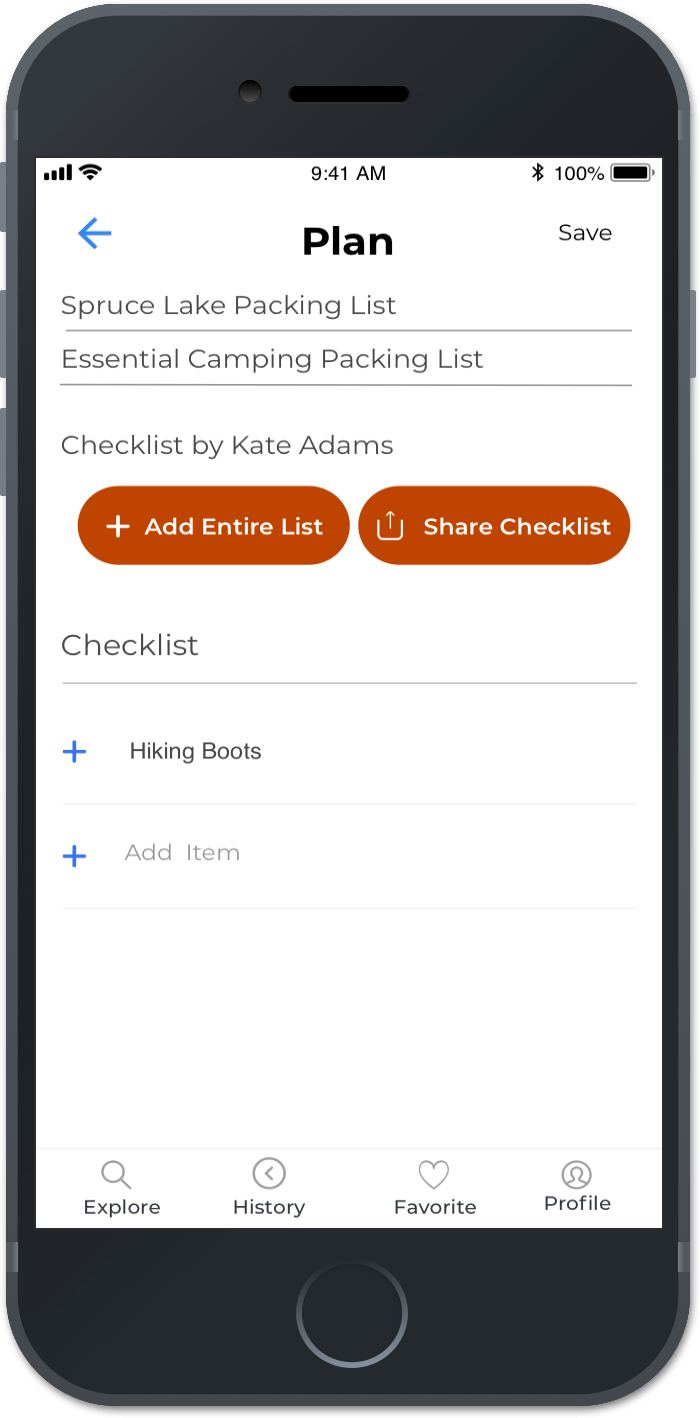 9:41 AM 100%
Plan
Save
Spruce Lake Packing List
Essential Camping Packing List
Checklist by Kate Adams
Add Entire List
Share Checklist
Checklist
Hiking Boots
Add Item
Explore
History
Favorite
Profile